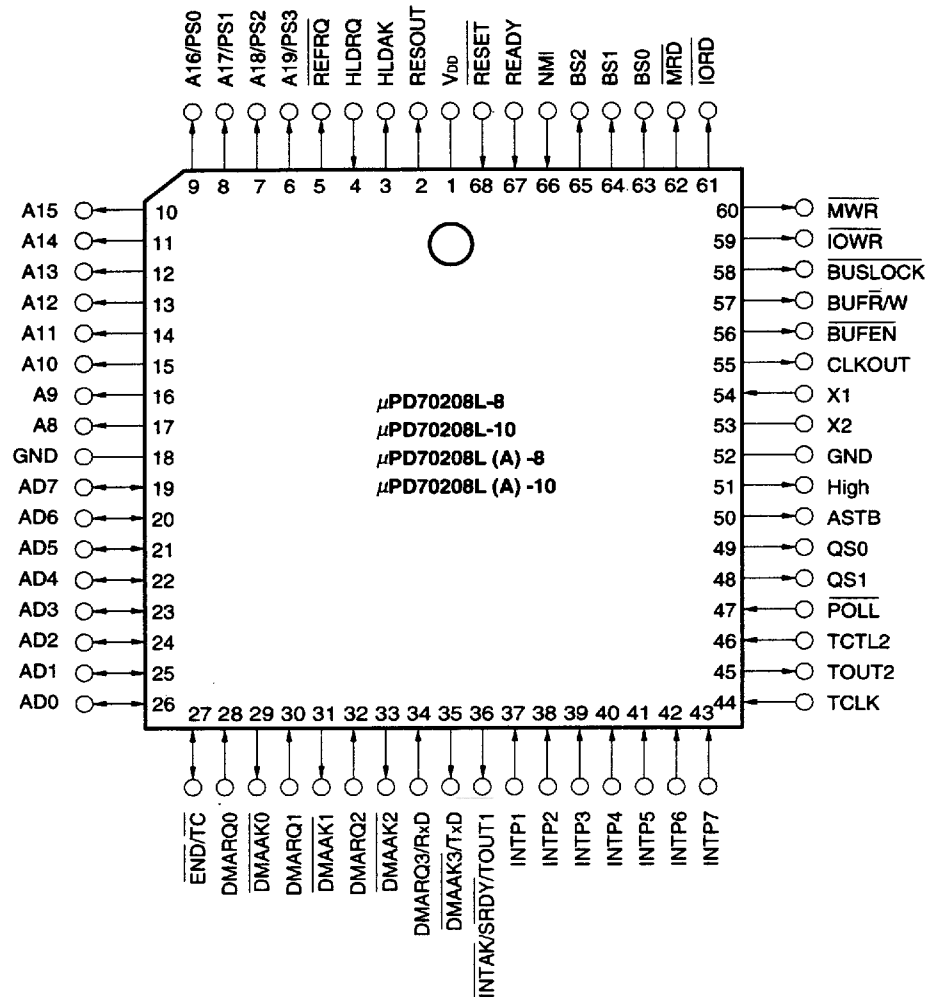 A16/PS0
A17/PS1
A18/PS2
A19/PS3
REFRQ
HLDRQ
HLDAK
RESOUT
VDD
RESET
READY
NMI
BS2
BS1
BS0
MRD
IORD
9 8 7 6 5 4 3 2 1 68 67 66 65 64 63 62 61
A15 10
A14 11
A13 12
A12 13
A11 14
A10 15
A9 16
A8 17
GND 18
AD7 19
AD6 20
AD5 21
AD4 22
AD3 23
AD2 24
AD1 25
AD0 26
μPD70208L-8
μPD70208L-10
μPD70208L (A) -8
μPD70208L (A) -10
60 MWR
59 IOWR
58 BUSLOCK
57 BUFR/W
56 BUFEN
55 CLKOUT
54 X1
53 X2
52 GND
51 High
50 ASTB
49 QS0
48 QS1
47 POLL
46 TCTL2
45 TOUT2
44 TCLK
27 28 29 30 31 32 33 34 35 36 37 38 39 40 41 42 43
END/TC
DMARQ0
DMAAK0
DMARQ1
DMAAK1
DMARQ2
DMAAK2
DMARQ3/RxD
DMAAK3/TxD
INTAK/SRDY/TOUT1
INTP1
INTP2
INTP3
INTP4
INTP5
INTP6
INTP7